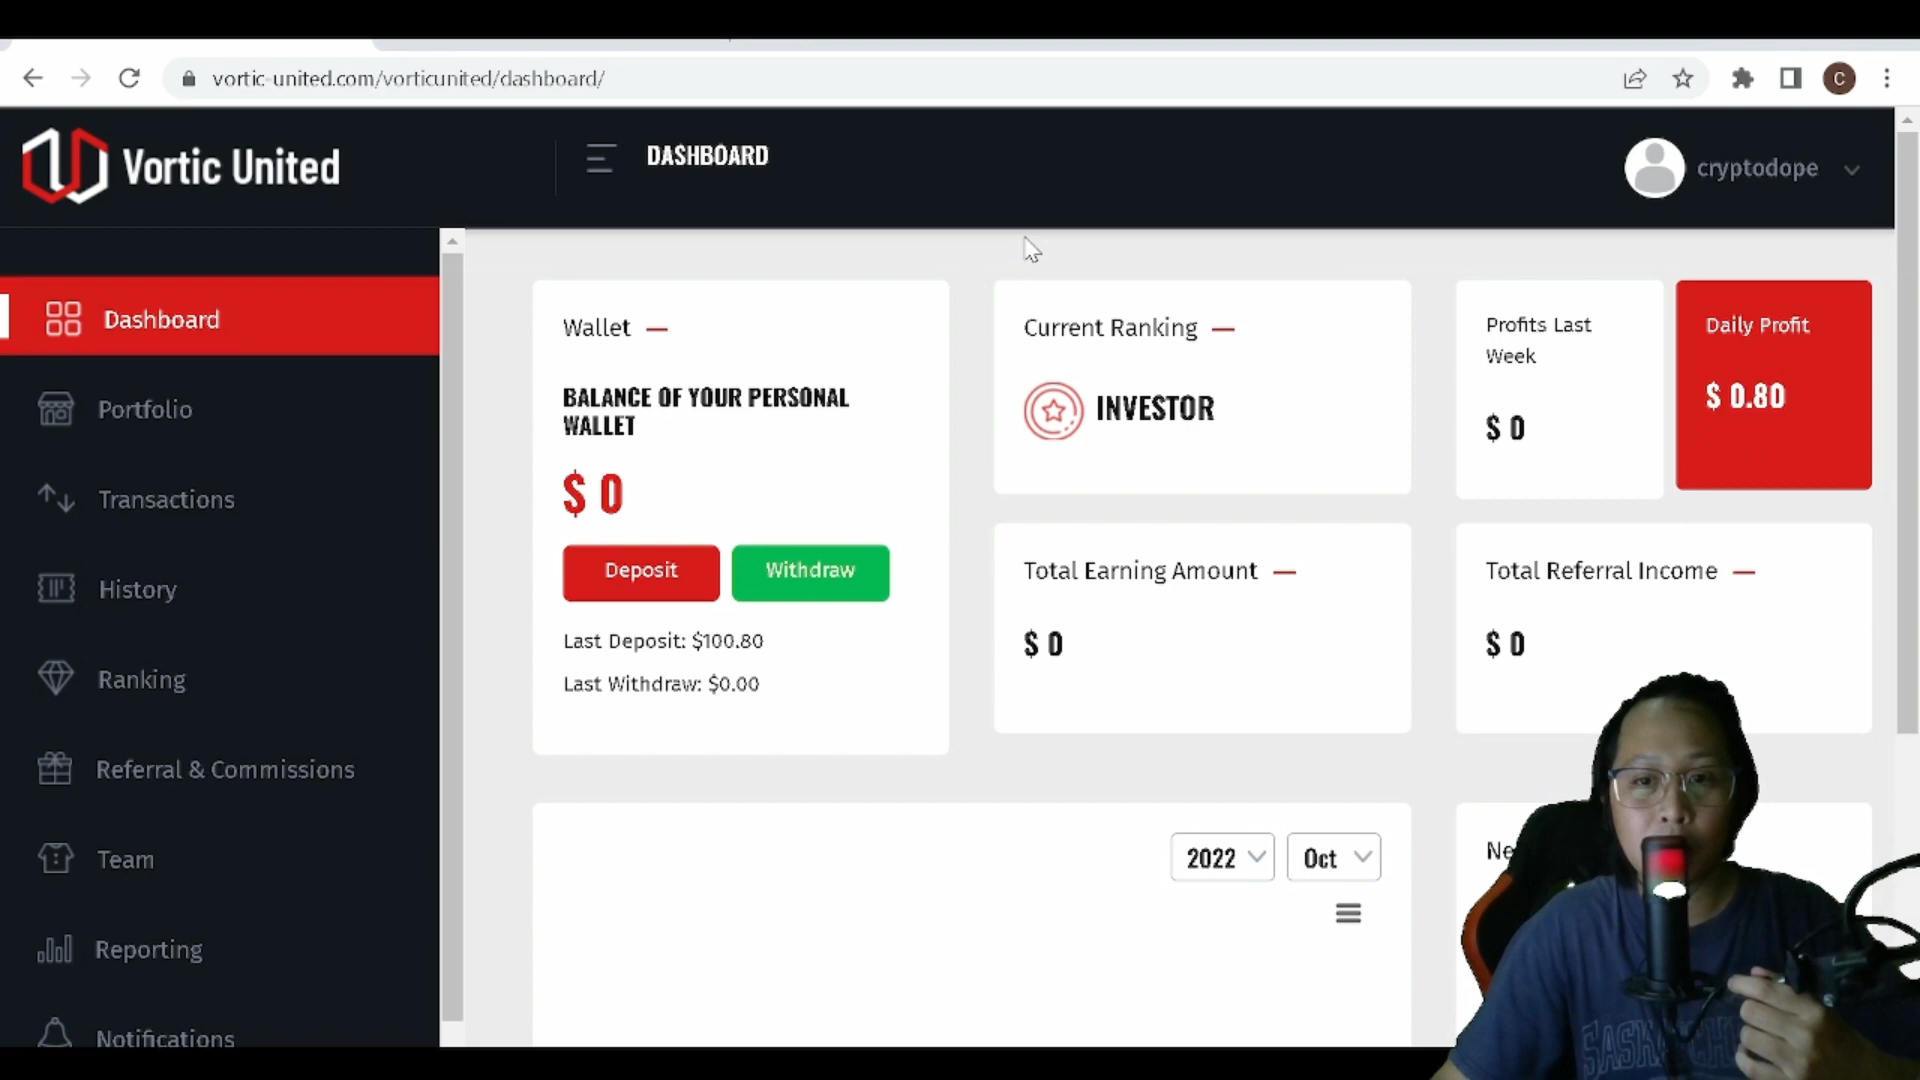 vortic-united.com/vorticunited/dashboard/
C
Vortic United
DASHBOARD
cryptodope
Dashboard
Portfolio
Transactions
History
Ranking
Referral & Commissions
Team
Reporting
Notifications
Wallet
BALANCE OF YOUR PERSONAL
WALLET
$ 0
Deposit
Withdraw
Last Deposit: $100.80
Last Withdraw: $0.00
Current Ranking
INVESTOR
Profits Last
Week
$ 0
Daily Profit
$ 0.80
Total Earning Amount
$ 0
Total Referral Income
$ 0
2022
Oct
Ne